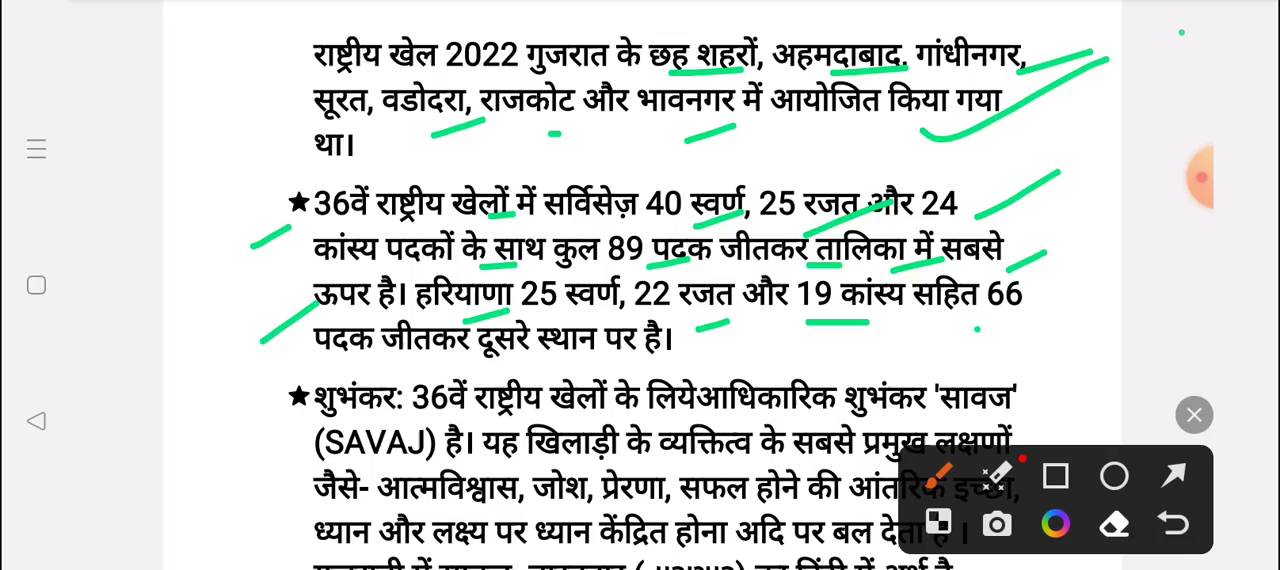 राष्ट्रीय खेल 2022 गुजरात के छह शहरों, अहमदाबाद. गांधीनगर,
सूरत, वडोदरा, राजकोट और भावनगर में आयोजित किया गया
था।
★36वें राष्ट्रीय खेलों में सर्विसेज़ 40 स्वर्ण, 25 रजत और 24
कांस्य पदकों के साथ कुल 89 पदक जीतकर तालिका में सबसे
ऊपर है। हरियाणा 25 स्वर्ण, 22 रजत और 19 कांस्य सहित 66
पदक जीतकर दूसरे स्थान पर है।
★शुभंकर: 36वें राष्ट्रीय खेलों के लियेआधिकारिक शुभंकर 'सावज'
(SAVAJ) है। यह खिलाड़ी के व्यक्तित्व के सबसे प्रमुख लक्षणों
जैसे- आत्मविश्वास, जोश, प्रेरणा, सफल होने की आंतरिक इच्छा,
ध्यान और लक्ष्य पर ध्यान केंद्रित होना अदि पर बल देता है ।